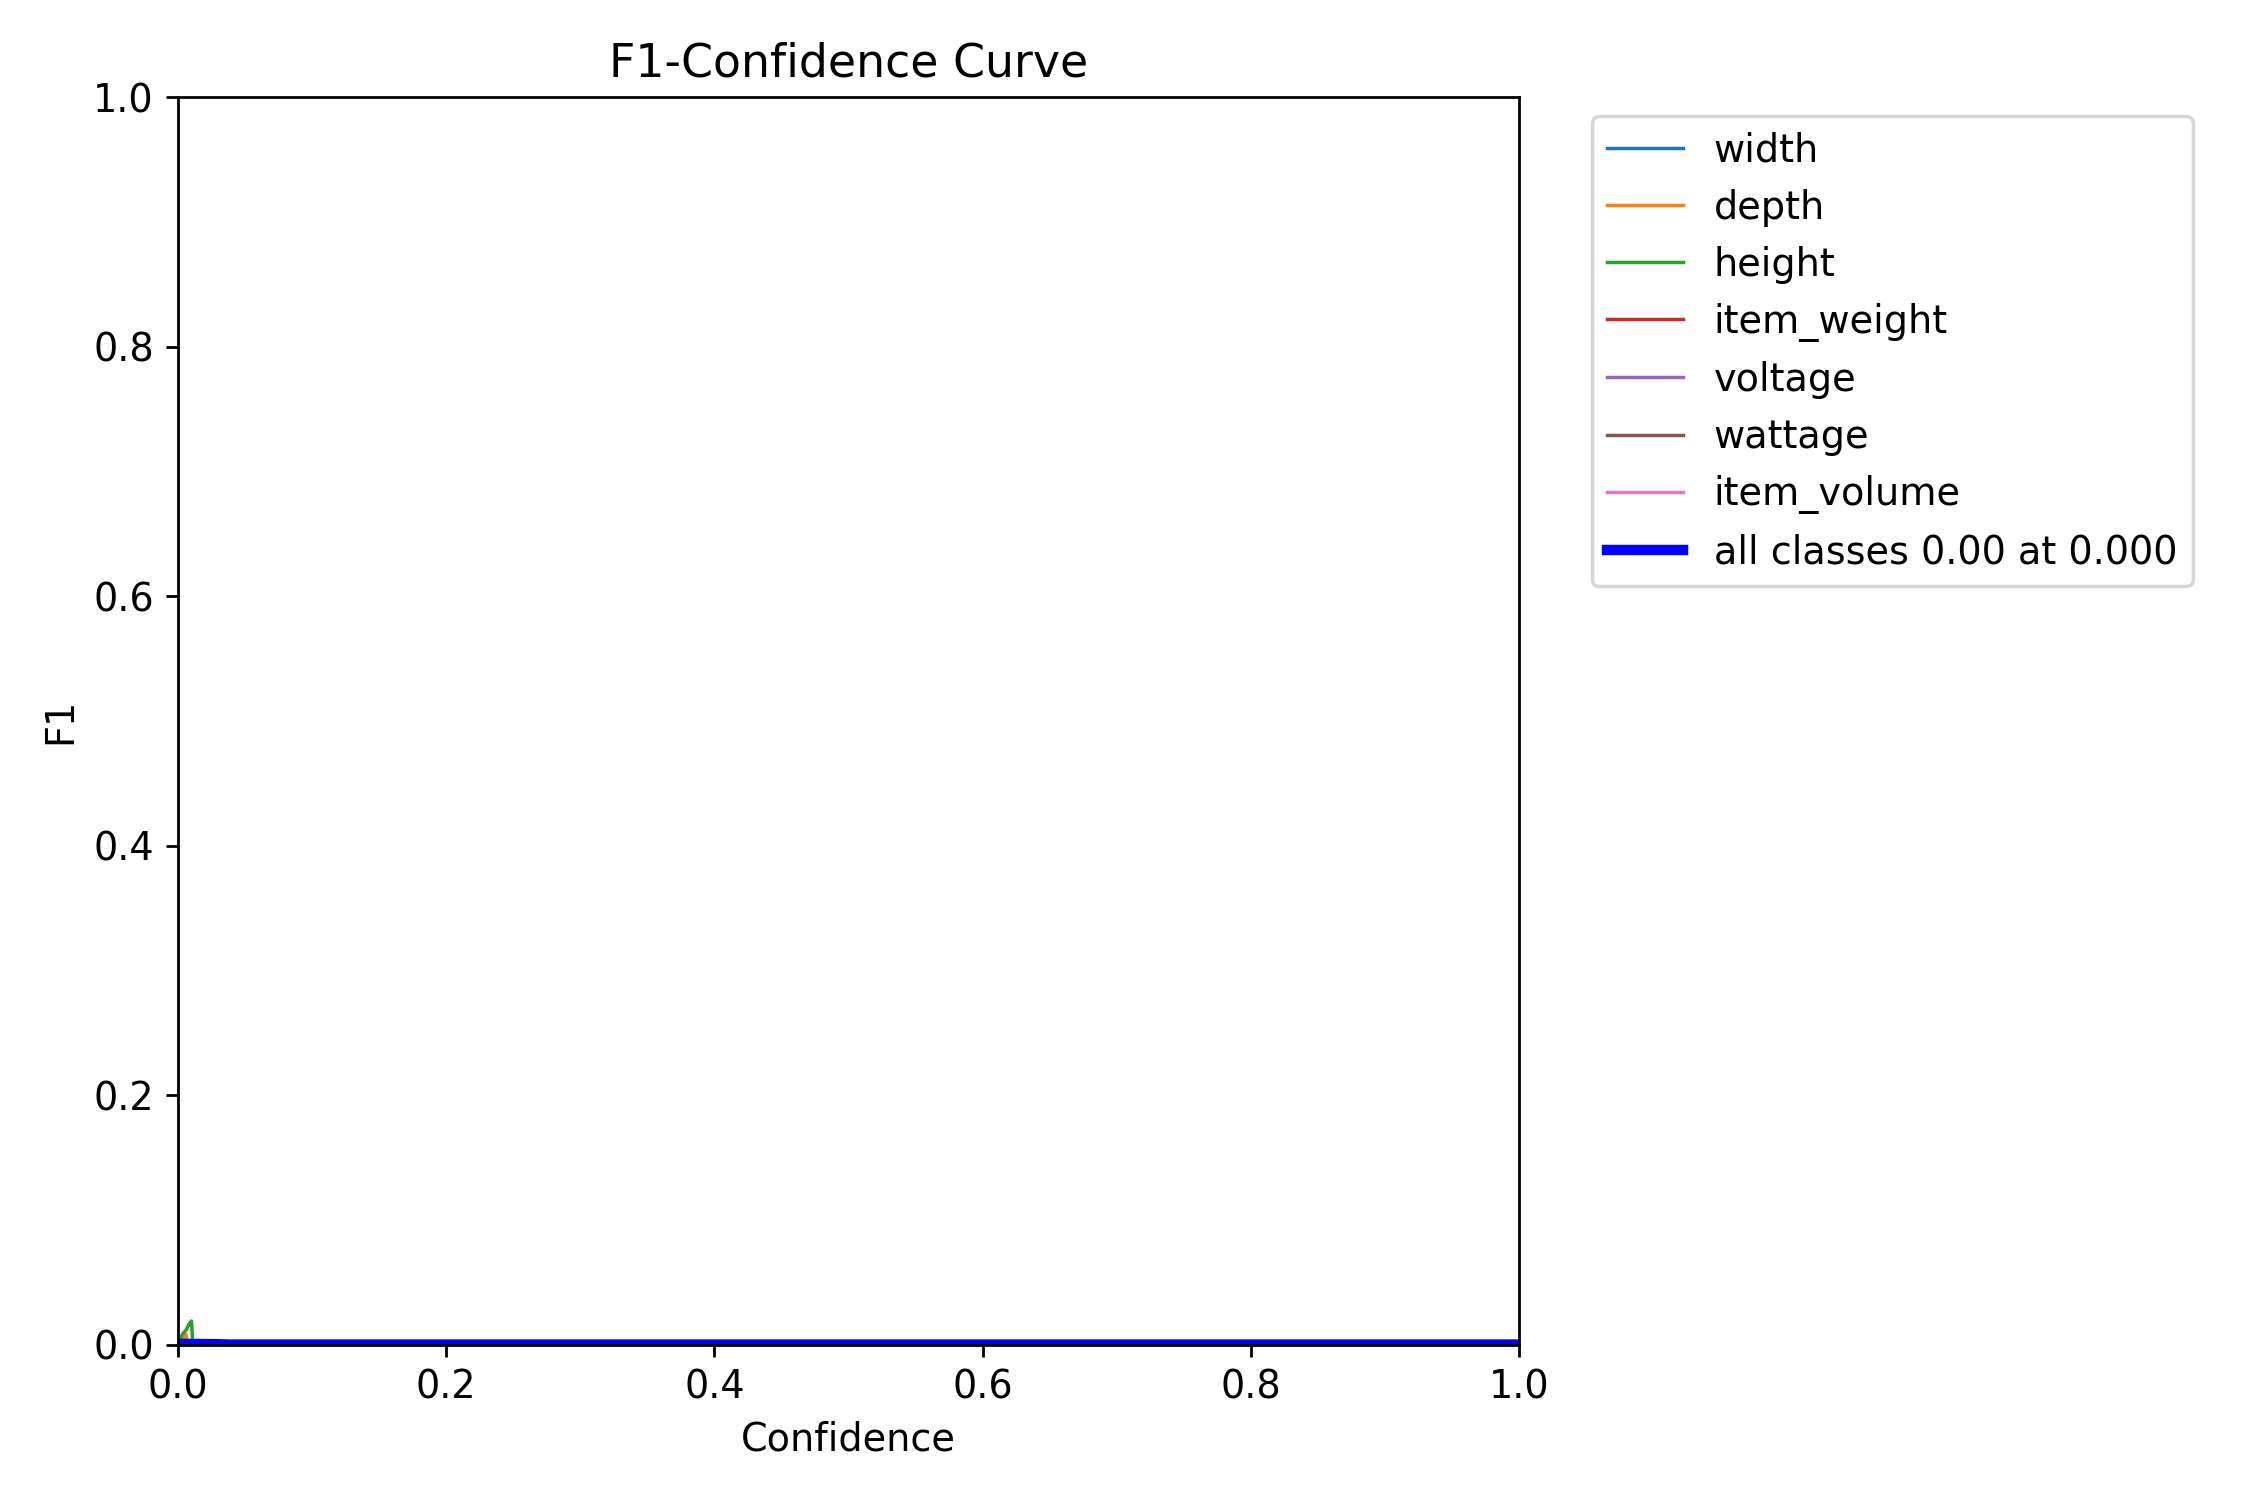 F1-Confidence Curve
1.0
0.8
0.6
0.4
0.2
0.0
F1
0.0 0.2 0.4 0.6 0.8 1.0
Confidence
width
depth
height
item_weight
voltage
wattage
item_volume
all classes 0.00 at 0.000